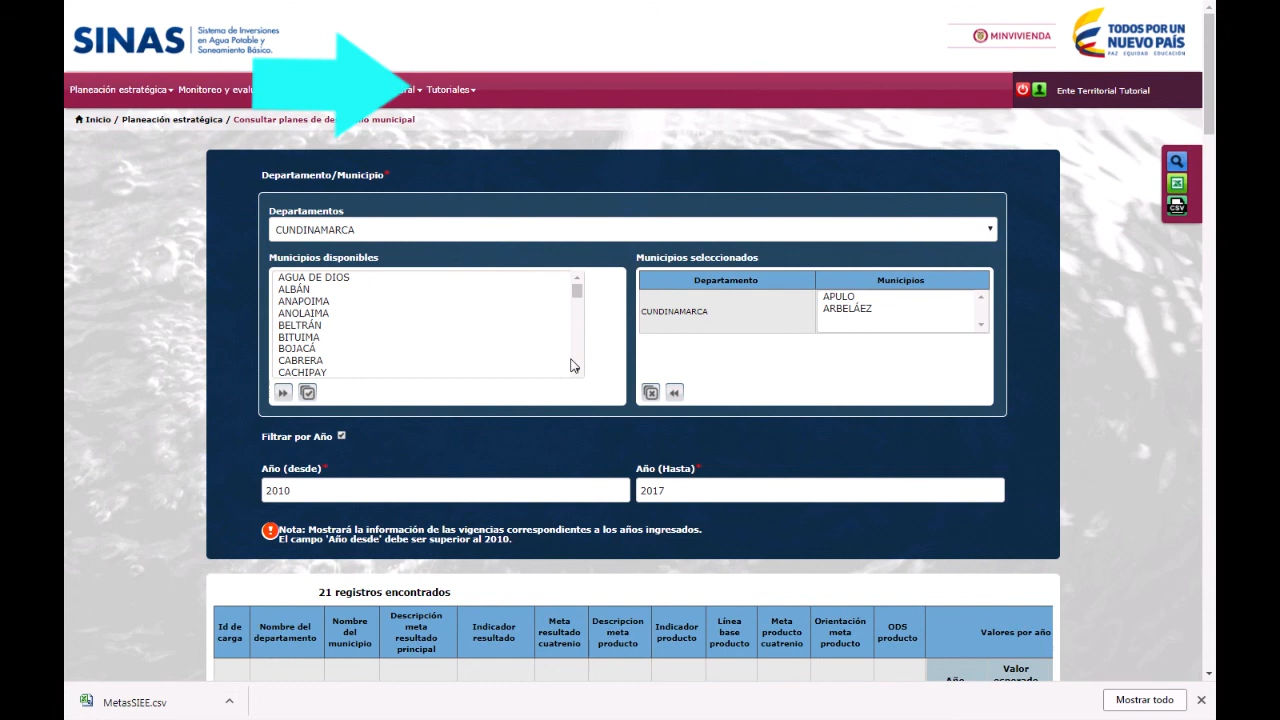 SINAS
Sistema de Inversiones
en Agua Potable y
Saneamiento Básico.
MINVIVIENDA
TODOS POR UN
NUEVO PAÍS
PAZ EQUIDAD EDUCACIÓN
Planeación estratégica Monitoreo y Tutoriales
Ente Territorial Tutorial
Inicio / Planeación estratégica / Consultar planes de municipal
Departamento/Municipio*
Departamentos
CUNDINAMARCA
Municipios disponibles
AGUA DE DIOS
ALBÁN
ANAPOIMA
ANOLAIMA
BELTRÁN
BITUIMA
BOJACÁ
CABRERA
CACHIPAY
Municipios seleccionados
Departamento Municipios
CUNDINAMARCA
APULO
ARBELÁEZ
CSV
Filtrar por Año
Año (desde)* Año (Hasta)*
2010 2017
Nota: Mostrará la información de las vigencias correspondientes a los años ingresados.
El campo 'Año desde' debe ser superior al 2010.
21 registros encontrados
Id de carga
Nombre del departamento
Nombre del municipio
Descripción meta resultado principal
Indicador resultado
Meta resultado cuatrenio
Descripcion meta producto
Indicador producto
Línea base producto
Meta producto cuatrenio
Orientación meta producto
ODS producto
Valores por año
Año
Valor esperado
MetasSIEE.csv
Mostrar todo